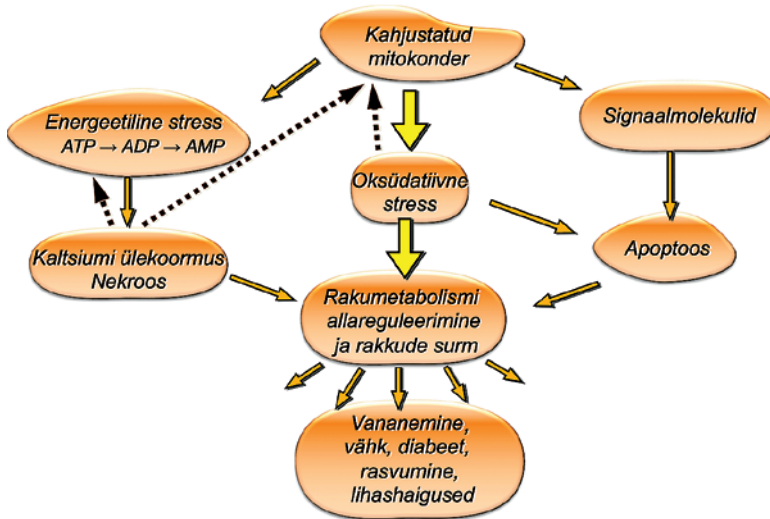 Kahjustatud
mitokonder
Energeetiline stress
ATP → ADP → AMP
Signaalmolekulid
Oksüdatiivne
stress
Kaltsiumi ülekoormus
Nekroos
Apoptoos
Rakumetabolismi
allareguleerimine
ja rakkude surm
Vananemine,
vähk, diabeet,
rasvumine,
lihashaigused